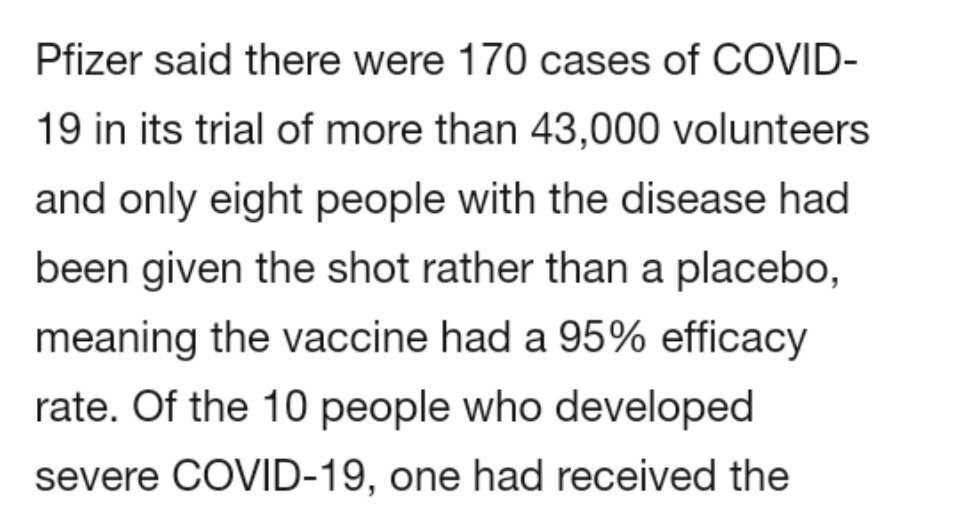 Pfizer said there were 170 cases of COVID-
19 in its trial of more than 43,000 volunteers
and only eight people with the disease had
been given the shot rather than a placebo,
meaning the vaccine had a 95% efficacy
rate. Of the 10 people who developed
severe COVID-19, one had received the